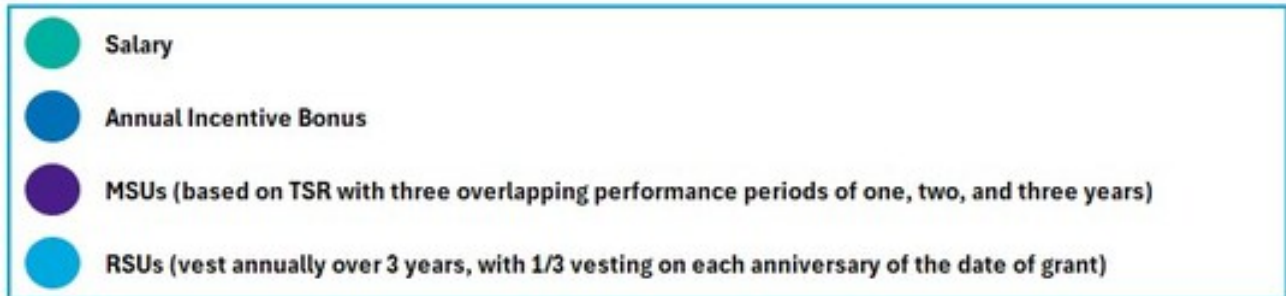 Salary
Annual Incentive Bonus
MSUs (based on TSR with three overlapping performance periods of one, two, and three years)
RSUs (vest annually over 3 years, with 1/3 vesting on each anniversary of the date of grant)